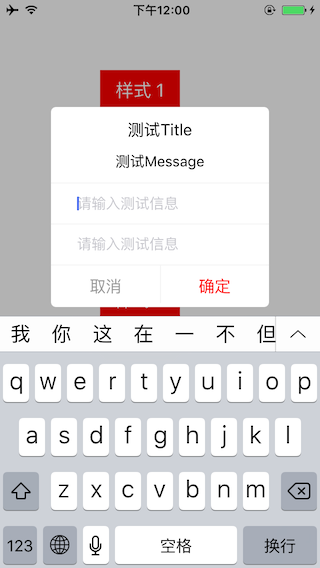 下午12:00
样式 1
测试Title
测试Message
请输入测试信息
请输入测试信息
取消 确定
我 你 这 在 一 不 但
q w e r t y u i o p
a s d f g h j k l
z x c v b n m
123 空格 换行